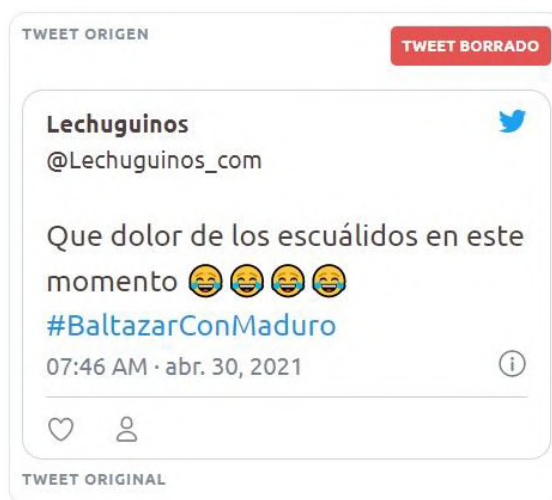 TWEET ORIGEN
TWEET BORRADO
Lechuguinos
@Lechuguinos_com
Que dolor de los escuálidos en este
momento 😂😂😂😂
#BaltazarConMaduro
07:46 AM · abr. 30, 2021
TWEET ORIGINAL